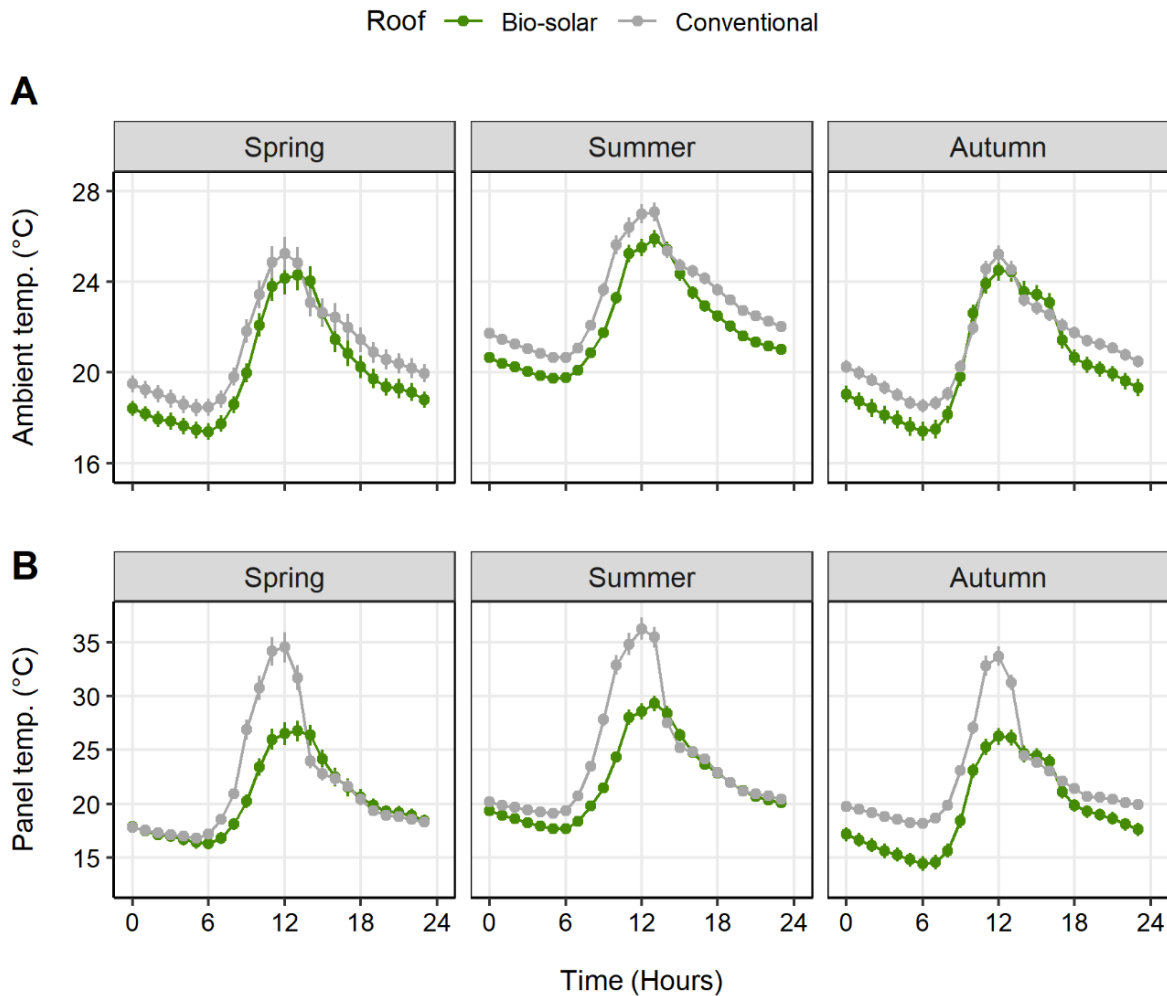 Roof Bio-solar Conventional
A
Spring Summer Autumn
Ambient temp. (°C)
28
24
20
16
B
Spring Summer Autumn
Panel temp. (°C)
35
30
25
20
15
0 6 12 18 24 0 6 12 18 24 0 6 12 18 24
Time (Hours)